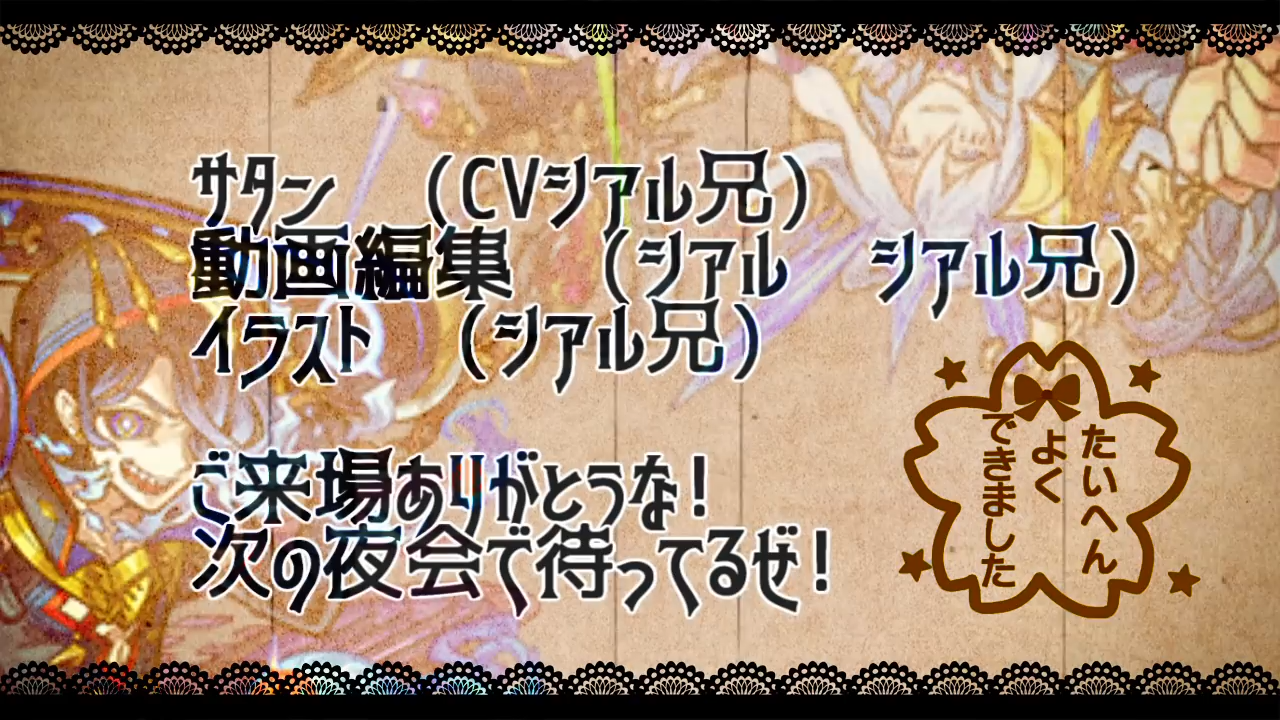 サタン　（CVシアル兄）
動画編集　（シアル　シアル兄）
イラスト　（シアル兄）
ご来場ありがとうな！
次の夜会で待ってるぜ！
たいへん
よく
できました